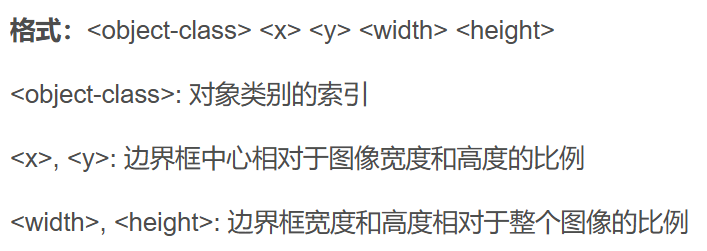 格式：<object-class> <x> <y> <width> <height>
<object-class>: 对象类别的索引
<x>, <y>: 边界框中心相对于图像宽度和高度的比例
<width>, <height>: 边界框宽度和高度相对于整个图像的比例